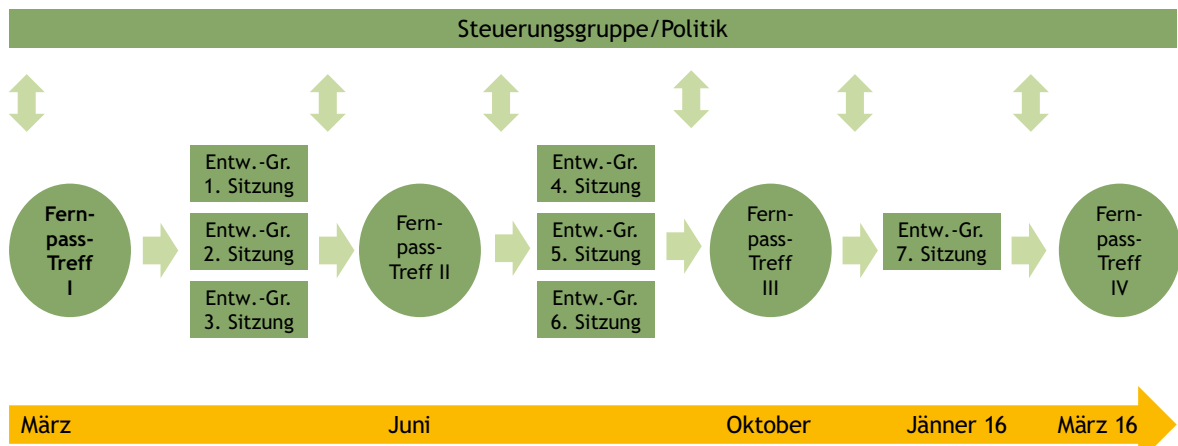 Steuerungsgruppe/Politik
Fern-
pass-
Treff
I
Entw.-Gr.
1. Sitzung
Entw.-Gr.
2. Sitzung
Entw.-Gr.
3. Sitzung
Fern-
pass-
Treff II
Entw.-Gr.
4. Sitzung
Entw.-Gr.
5. Sitzung
Entw.-Gr.
6. Sitzung
Fern-
pass-
Treff
III
Entw.-Gr.
7. Sitzung
Fern-
pass-
Treff
IV
März Juni Oktober Jänner 16 März 16